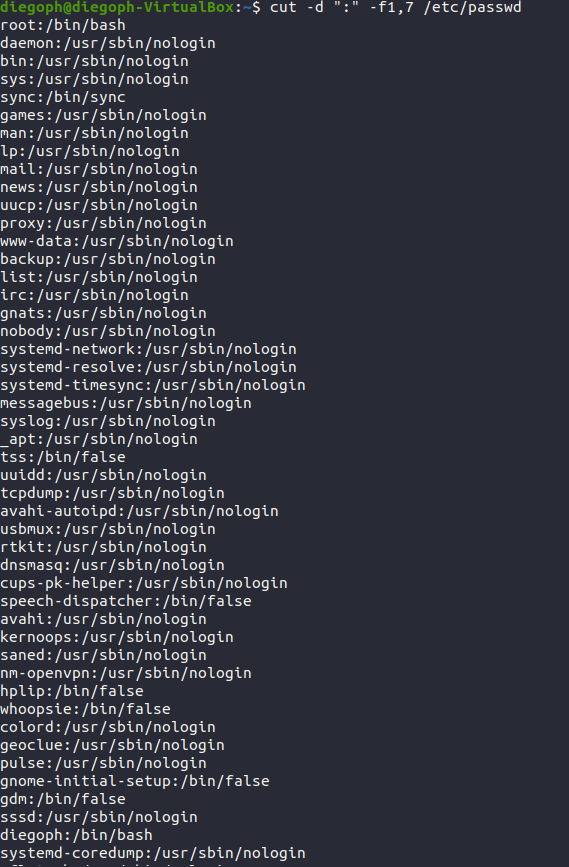 diegoph@diegoph-VirtualBox:~$ cut -d ":" -f1,7 /etc/passwd
root:/bin/bash
daemon:/usr/sbin/nologin
bin:/usr/sbin/nologin
sys:/usr/sbin/nologin
sync:/bin/sync
games:/usr/sbin/nologin
man:/usr/sbin/nologin
lp:/usr/sbin/nologin
mail:/usr/sbin/nologin
news:/usr/sbin/nologin
uucp:/usr/sbin/nologin
proxy:/usr/sbin/nologin
www-data:/usr/sbin/nologin
backup:/usr/sbin/nologin
list:/usr/sbin/nologin
irc:/usr/sbin/nologin
gnats:/usr/sbin/nologin
nobody:/usr/sbin/nologin
systemd-network:/usr/sbin/nologin
systemd-resolve:/usr/sbin/nologin
systemd-timesync:/usr/sbin/nologin
messagebus:/usr/sbin/nologin
syslog:/usr/sbin/nologin
_apt:/usr/sbin/nologin
tss:/bin/false
uuidd:/usr/sbin/nologin
tcpdump:/usr/sbin/nologin
avahi-autoipd:/usr/sbin/nologin
usbmux:/usr/sbin/nologin
rtkit:/usr/sbin/nologin
dnsmasq:/usr/sbin/nologin
cups-pk-helper:/usr/sbin/nologin
speech-dispatcher:/bin/false
avahi:/usr/sbin/nologin
kernoops:/usr/sbin/nologin
saned:/usr/sbin/nologin
nm-openvpn:/usr/sbin/nologin
hplip:/bin/false
whoopsie:/bin/false
colord:/usr/sbin/nologin
geoclue:/usr/sbin/nologin
pulse:/usr/sbin/nologin
gnome-initial-setup:/bin/false
gdm:/bin/false
sssd:/usr/sbin/nologin
diegoph:/bin/bash
systemd-coredump:/usr/sbin/nologin